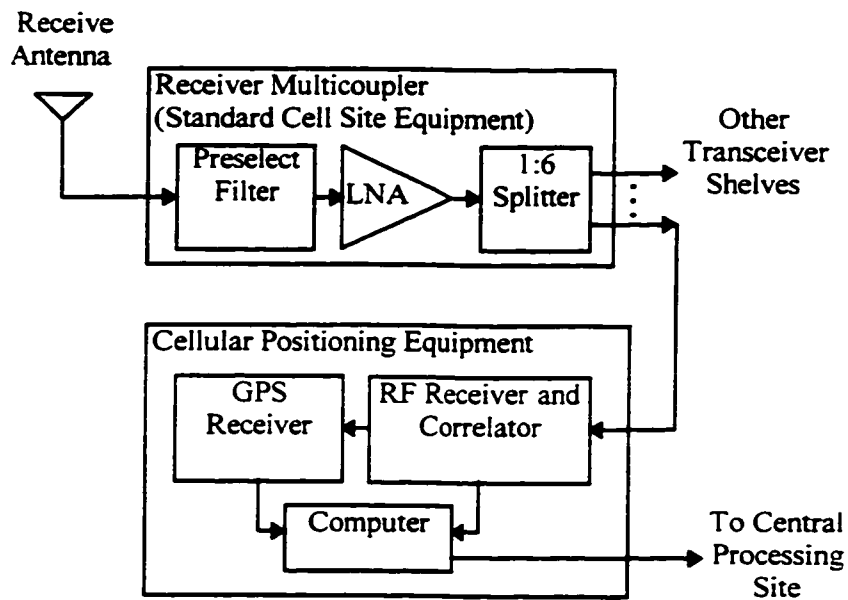 Receive
Antenna
Receiver Multicoupler
(Standard Cell Site Equipment)
Preselect
Filter
LNA
1:6
Splitter
Other
Transceiver
Shelves
Cellular Positioning Equipment
GPS
Receiver
RF Receiver and
Correlator
Computer
To Central
Processing
Site